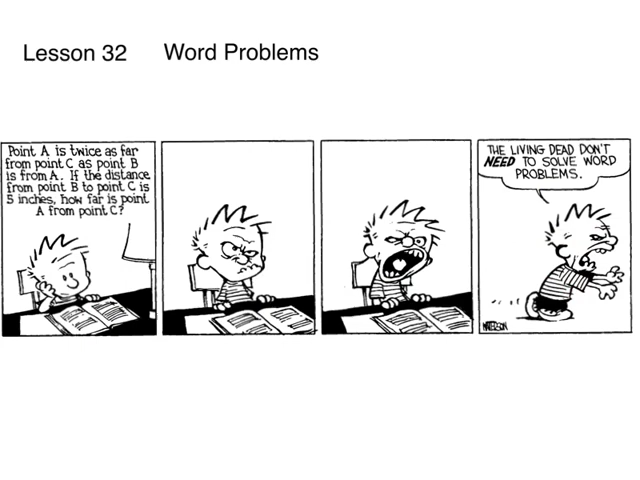 Lesson 32 Word Problems
Point A is twice as far
from point C as point B
is from A. If the distance
from point B to point C is
5 inches, how far is point
A from point C?
THE LIVING DEAD DON'T
NEED TO SOLVE WORD
PROBLEMS.
WATTERSON